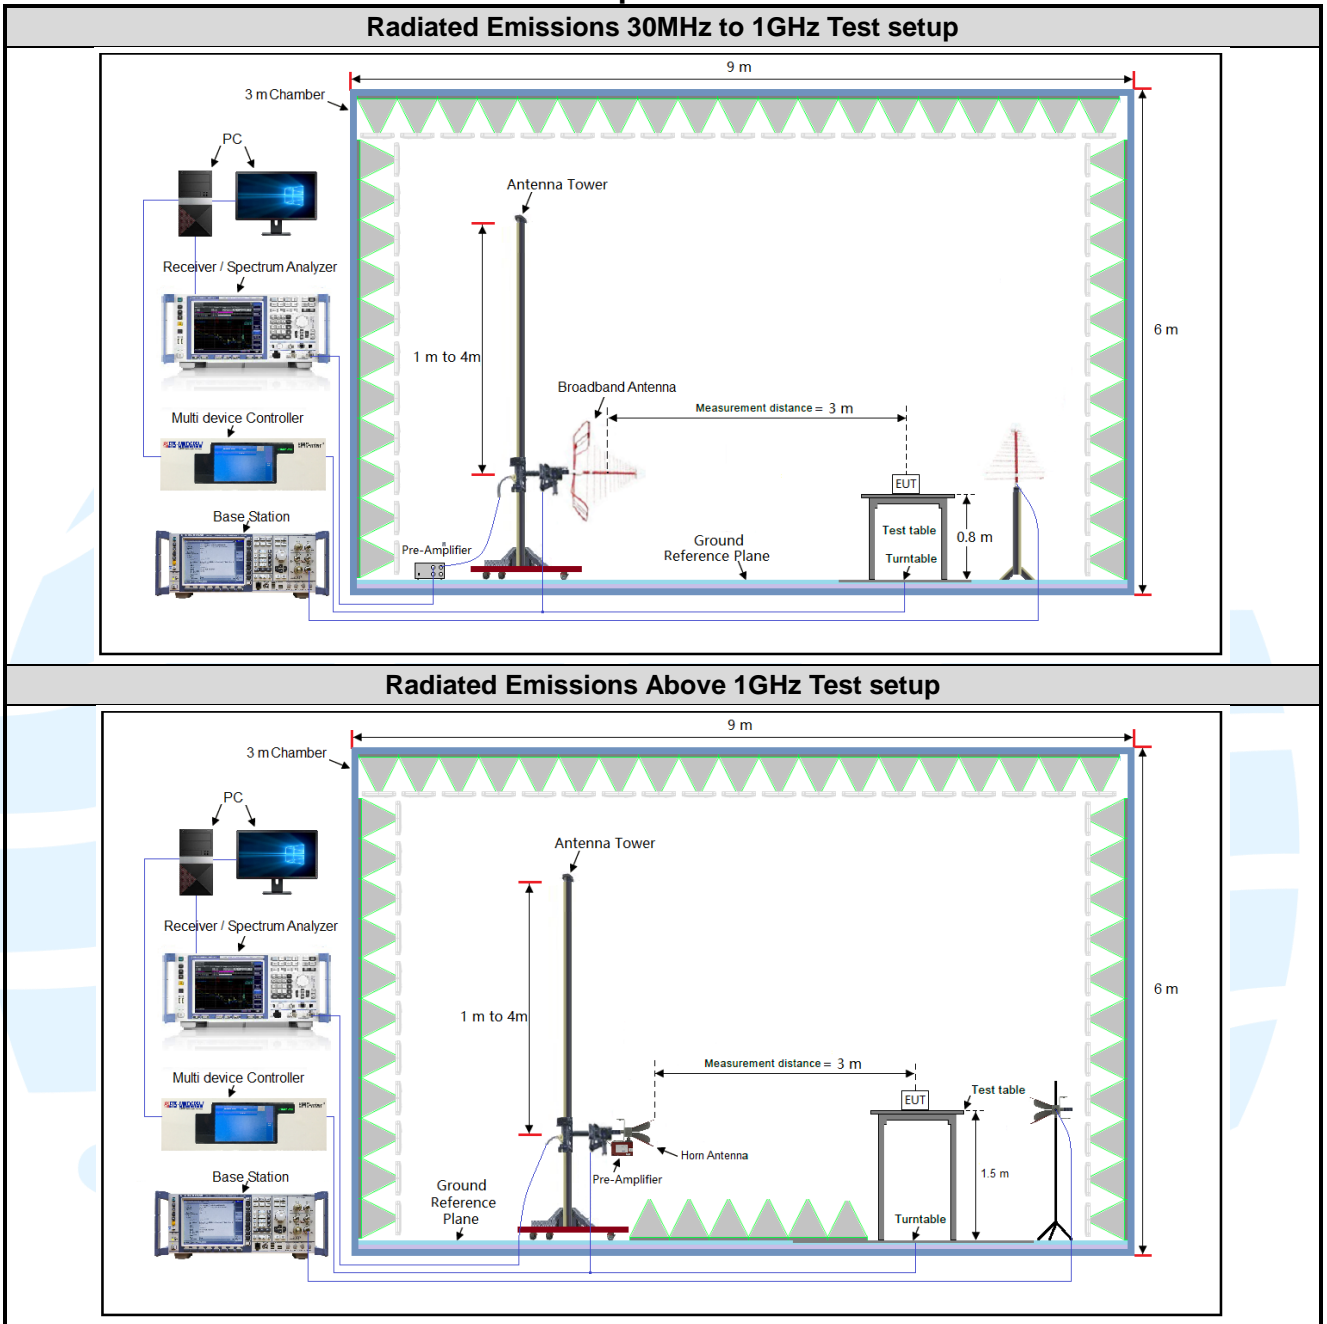 Radiated Emissions 30MHz to 1GHz Test setup
9 m
3 m Chamber
PC
Antenna Tower
Receiver / Spectrum Analyzer
6 m
1 m to 4m
Broadband Antenna
Measurement distance = 3 m
Multi device Controller
EUT
Base Station
Test table
0.8 m
Ground
Reference Plane
Pre-Amplifier
Turntable
Radiated Emissions Above 1GHz Test setup
9 m
3 m Chamber
PC
Antenna Tower
Receiver / Spectrum Analyzer
6 m
1 m to 4m
Measurement distance = 3 m
Multi device Controller
Test table
EUT
Horn Antenna
Pre-Amplifier
1.5 m
Base Station
Ground
Reference
Plane
Turntable